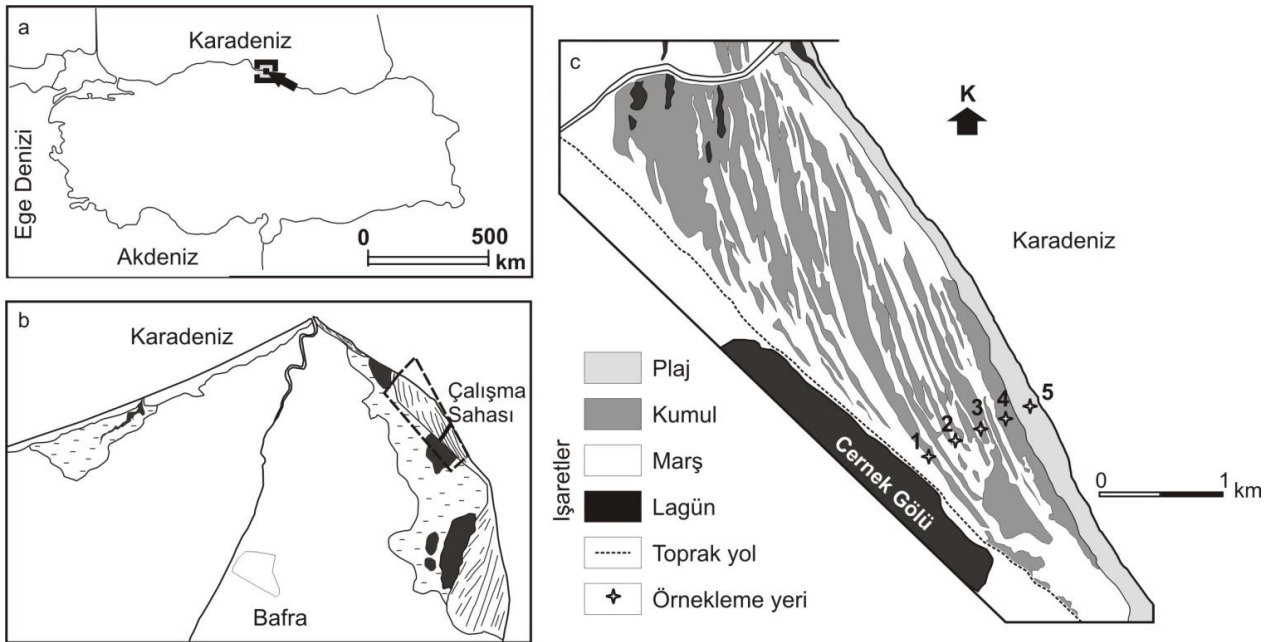 a
Karadeniz
Ege Denizi
Akdeniz
0 500
km
b
Karadeniz
Çalışma
Sahası
Bafra
c
K
Karadeniz
1 2 3 4 5
Cernek Gölü
0 1
km
İşaretler
Plaj
Kumul
Marş
Lagün
Toprak yol
Örnekleme yeri